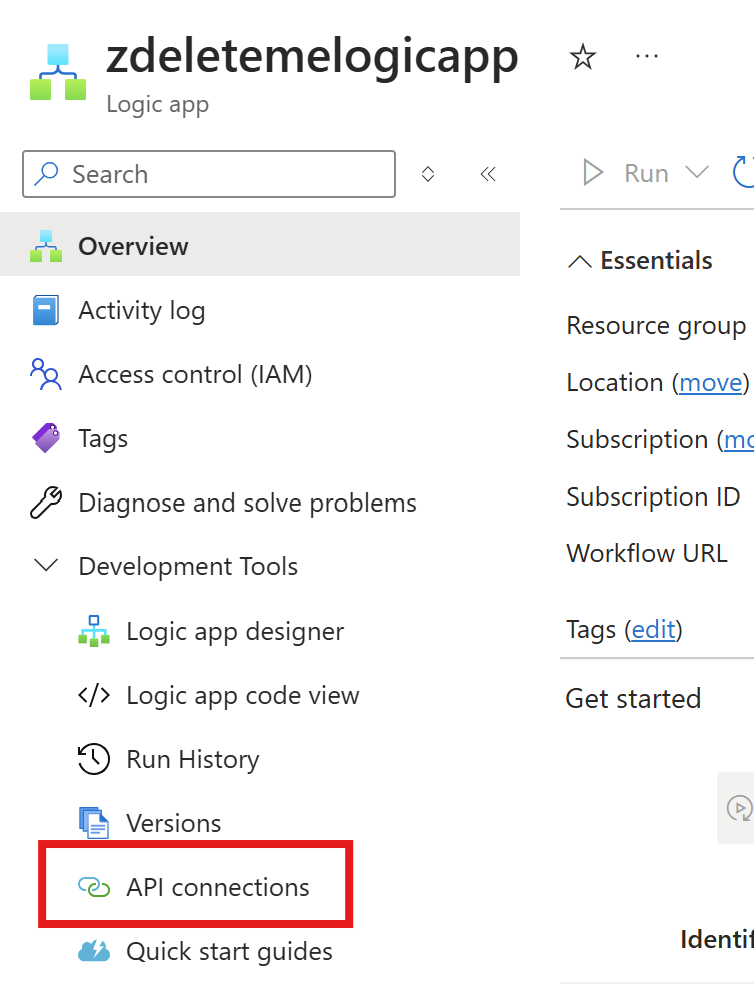 zdeletemelogicapp
Logic app
Search
Run
Overview
Activity log
Access control (IAM)
Tags
Diagnose and solve problems
Development Tools
Logic app designer
</> Logic app code view
Run History
Versions
API connections
Quick start guides
Essentials
Resource group
Location (move)
Subscription (mo
Subscription ID
Workflow URL
Tags (edit)
Get started
Identif